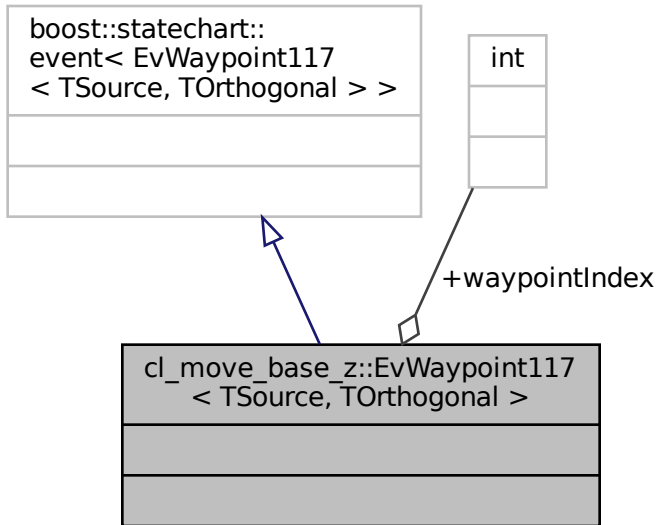 boost::statechart::
event< EvWaypoint117
< TSource, TOrthogonal > >
int
+waypointIndex
cl_move_base_z::EvWaypoint117
< TSource, TOrthogonal >